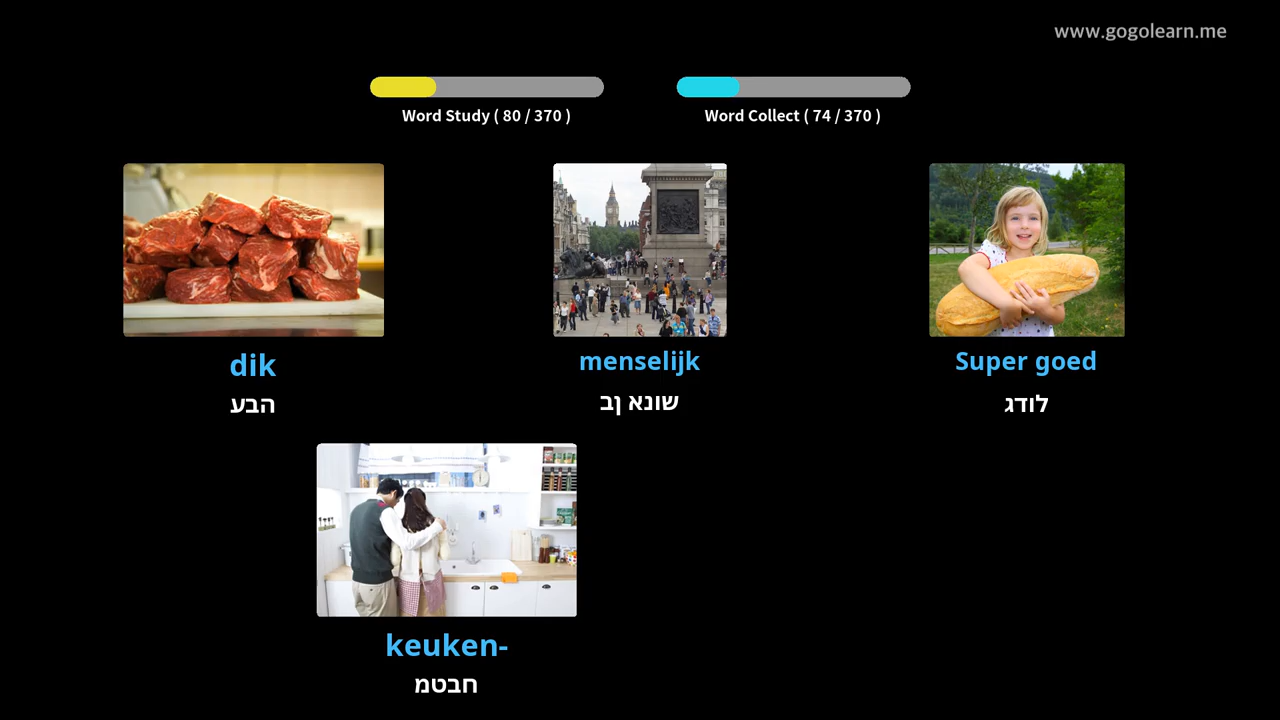 www.gogolearn.me
Word Study ( 80 / 370 )
Word Collect ( 74 / 370 )
dik
הבע
menselijk
שונא ןב
Super goed
לודג
keuken-
חבטמ